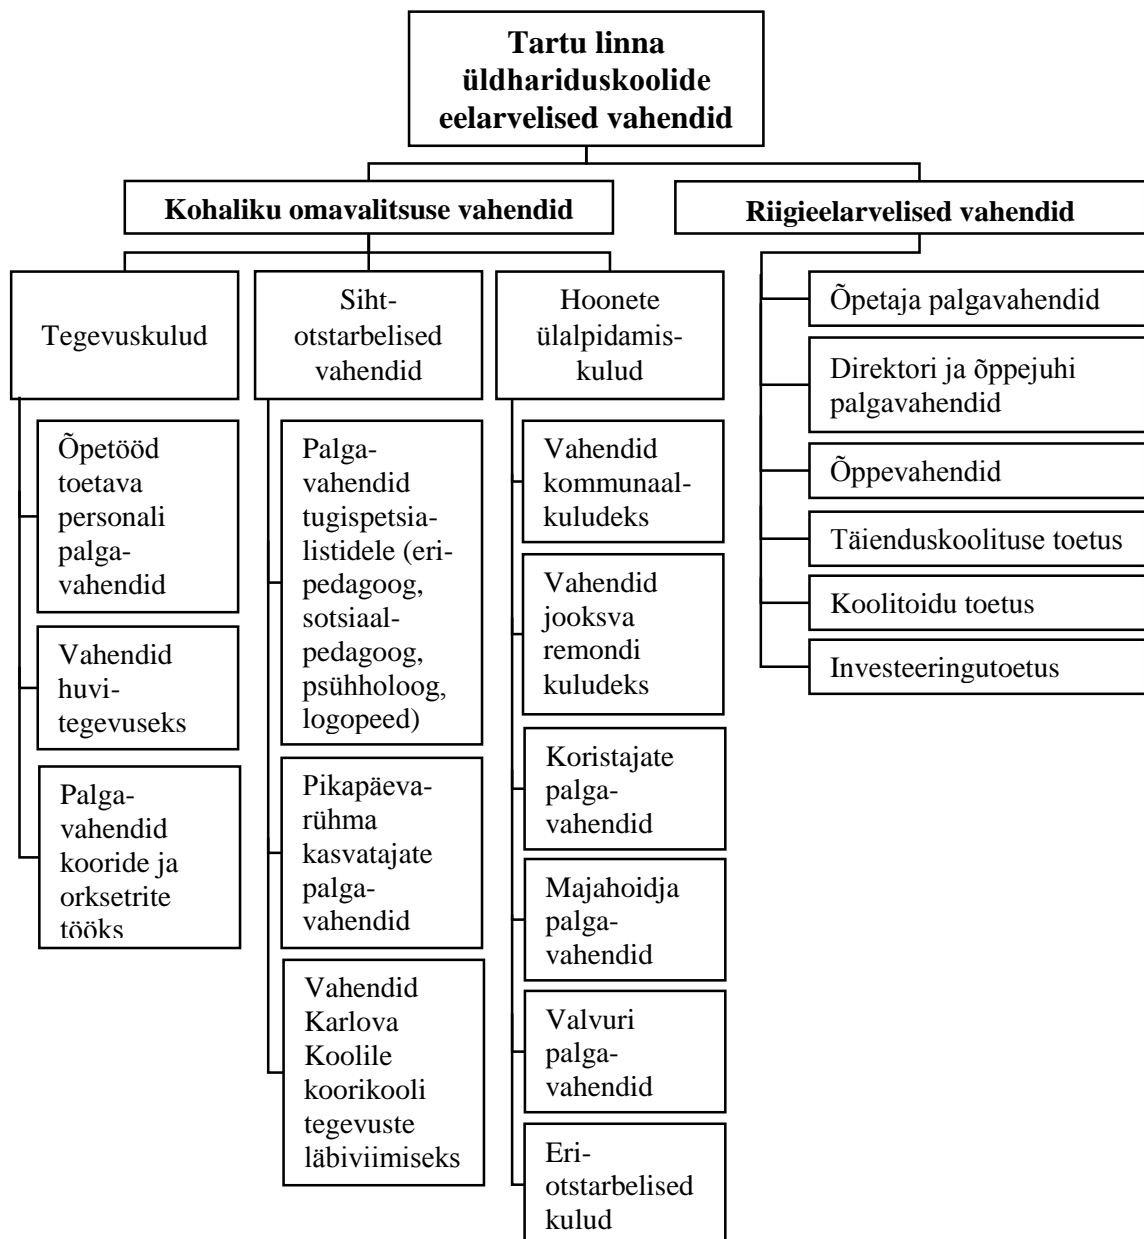 Tartu linna
üldhariduskoolide
eelarvelised vahendid
Kohaliku omavalitsuse vahendid
Riigieelarvelised vahendid
Tegevuskulud
Õpetööd
toetava
personali
palga-
vahendid
Vahendid
huvi-
tegevuseks
Palga-
vahendid
kooride ja
orksetrite
tööks
Siht-
otstarbelised
vahendid
Palga-
vahendid
tugispetsia-
listidele (eri-
pedagoog,
sotsiaal-
pedagoog,
psühholoog,
logopeed)
Pikapäeva-
rühma
kasvatajate
palga-
vahendid
Vahendid
Karlova
Koolile
koorikooli
tegevuste
läbiviimiseks
Hoonete
ülalpidamis-
kulud
Vahendid
kommunaal-
kuludeks
Vahendid
jooksva
remondi
kuludeks
Koristajate
palga-
vahendid
Majahoidja
palga-
vahendid
Valvuri
palga-
vahendid
Eri-
otstarbelised
kulud
Õpetaja palgavahendid
Direktori ja õppejuhi
palgavahendid
Õppevahendid
Täienduskoolituse toetus
Koolitoidu toetus
Investeeringutoetus